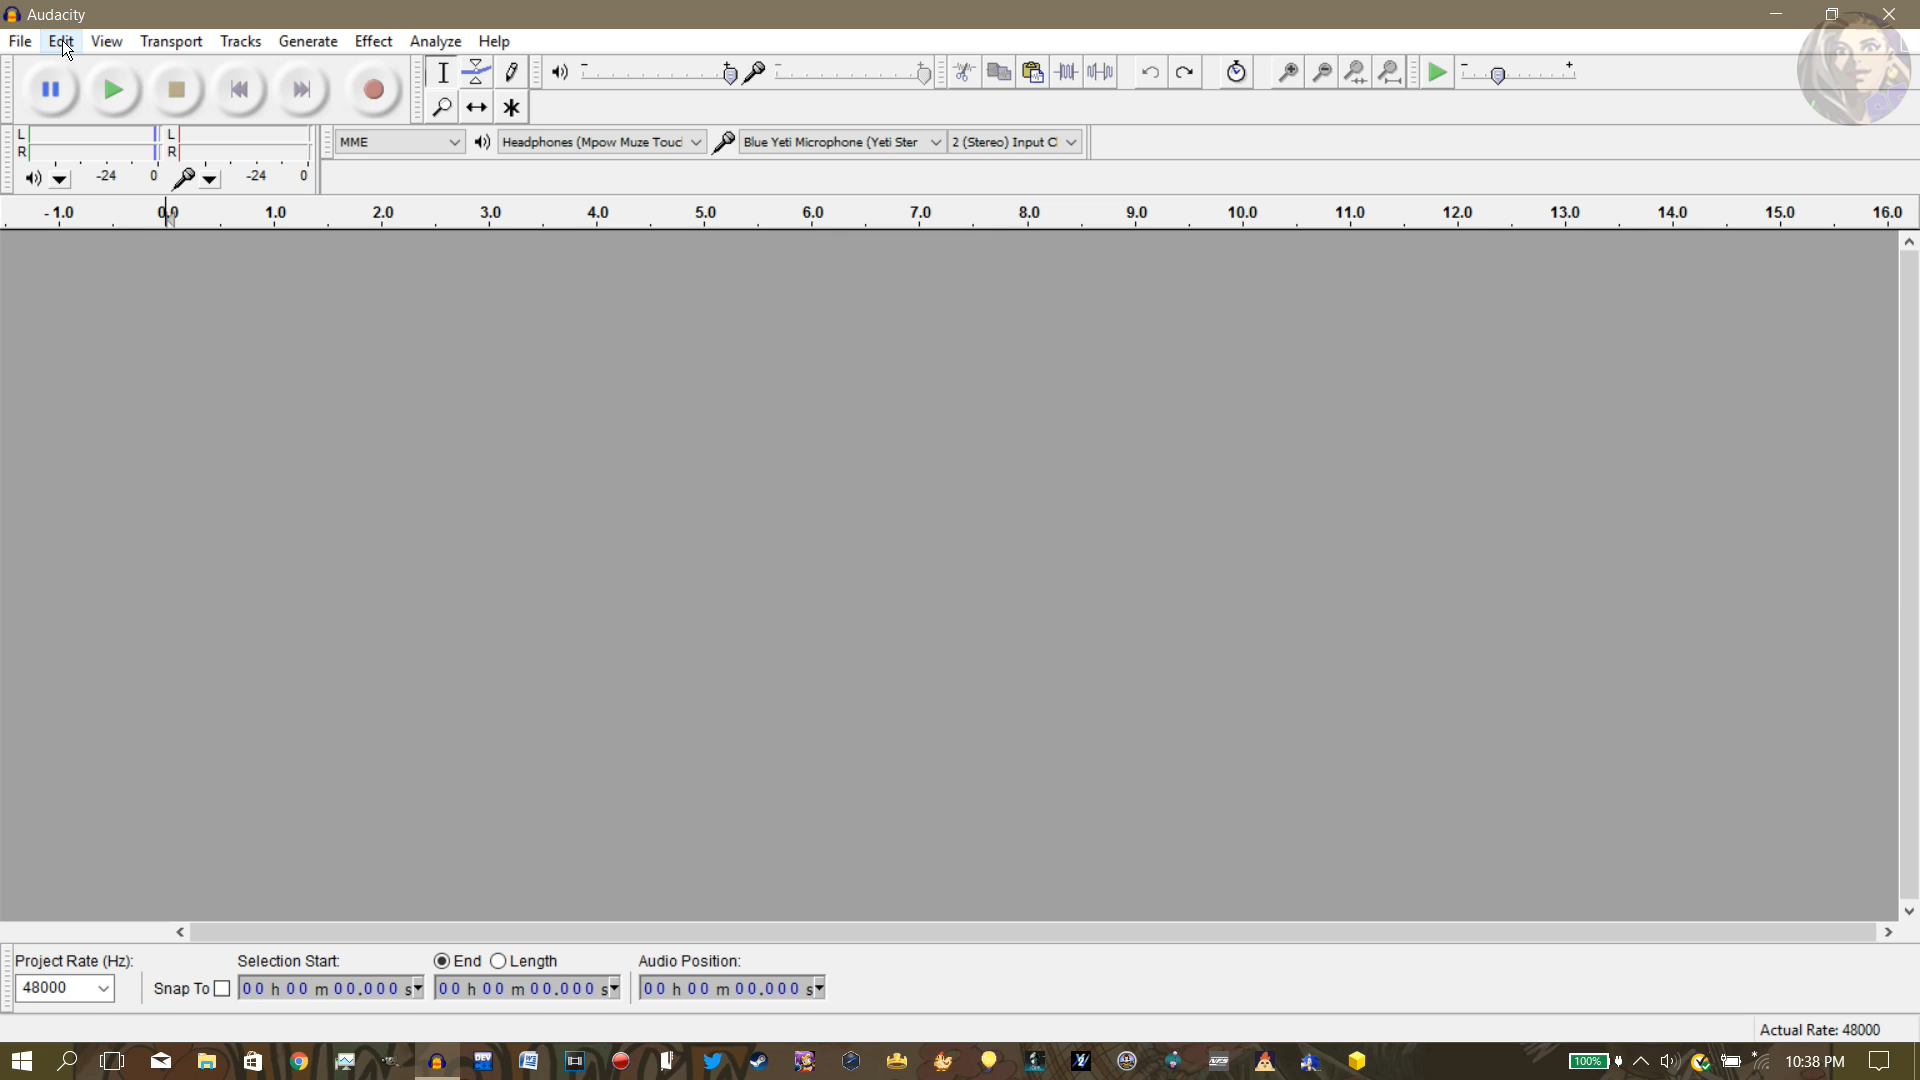 Audacity
File Edit View Transport Tracks Generate Effect Analyze Help
L L
R R
MME Headphones (Mpow Muze Touc Blue Yeti Microphone (Yeti Ster 2 (Stereo) Input C
-24 0 -24 0
- 1.0 0.0 1.0 2.0 3.0 4.0 5.0 6.0 7.0 8.0 9.0 10.0 11.0 12.0 13.0 14.0 15.0 16.0
Project Rate (Hz): Selection Start: End Length Audio Position:
48000 Snap To 00 h 00 m 00.000 s 00 h 00 m 00.000 s 00 h 00 m 00.000 s
Actual Rate: 48000
DEV NFS 100% 10:38 PM